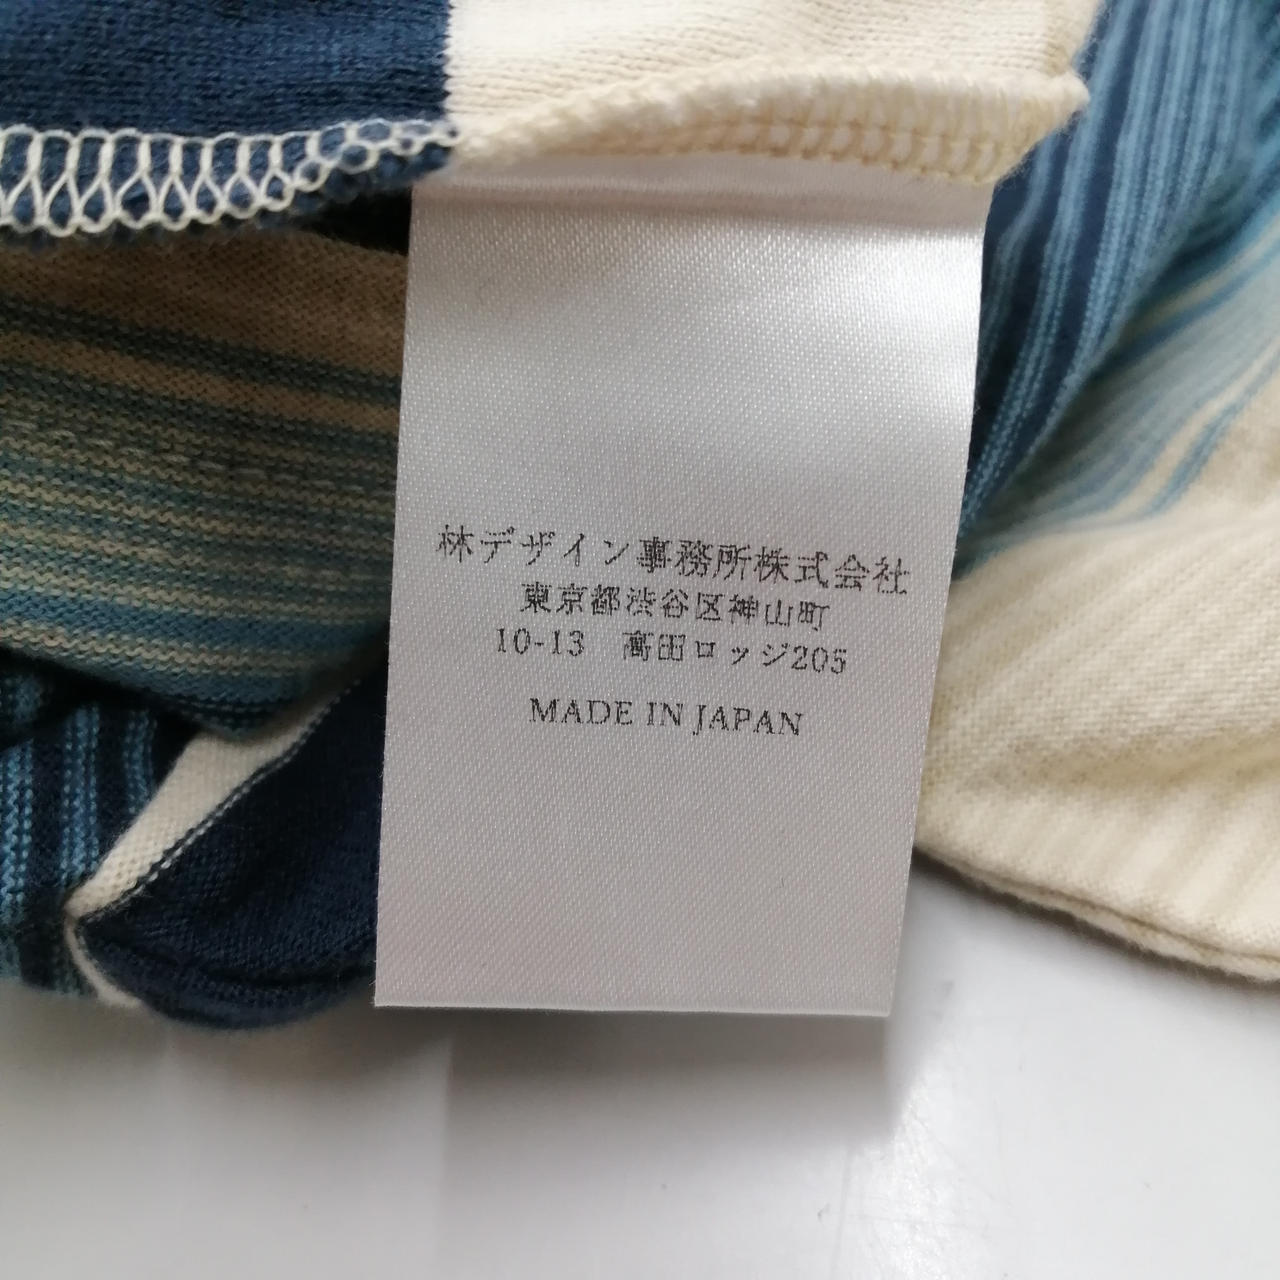 林デザイン事務所株式会社
東京都渋谷区神山町
10-13　髙田ロッジ205
MADE IN JAPAN